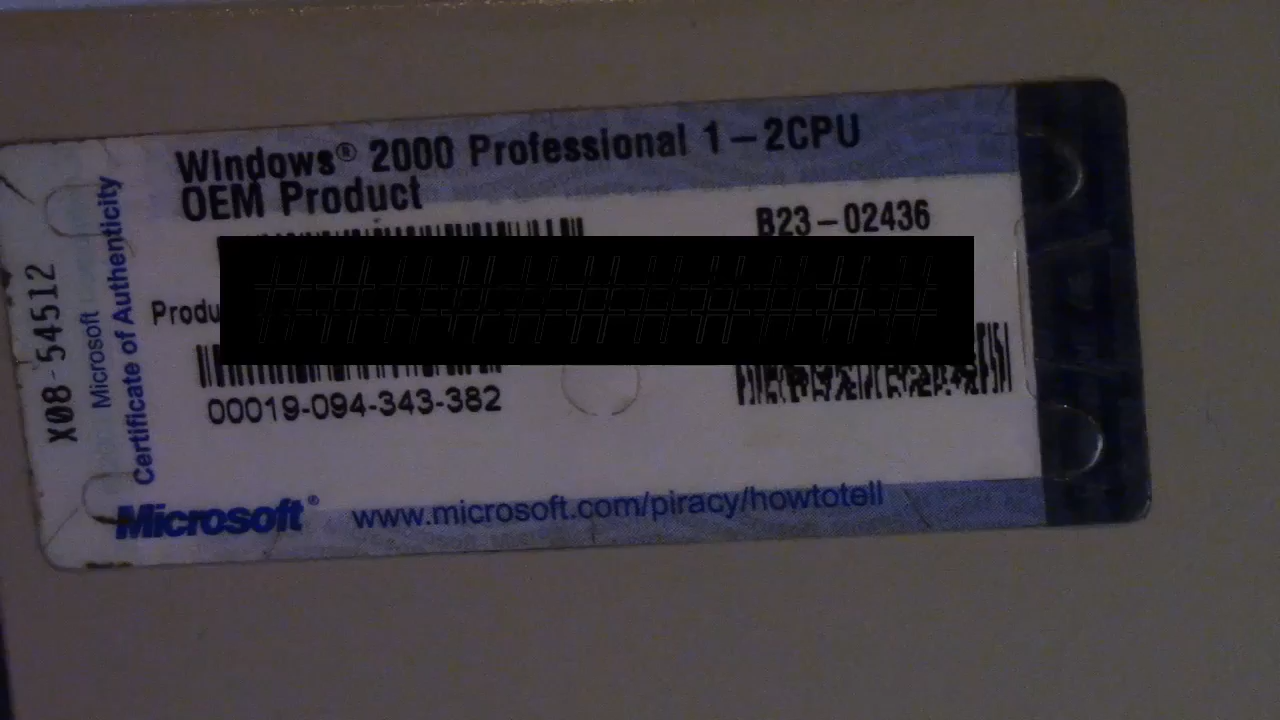 Windows® 2000 Professional 1-2CPU
OEM Product
B23-02436
Produ
00019-094-343-382
X08-54512
Microsoft
Certificate of Authenticity
Microsoft®
www.microsoft.com/piracy/howtotell